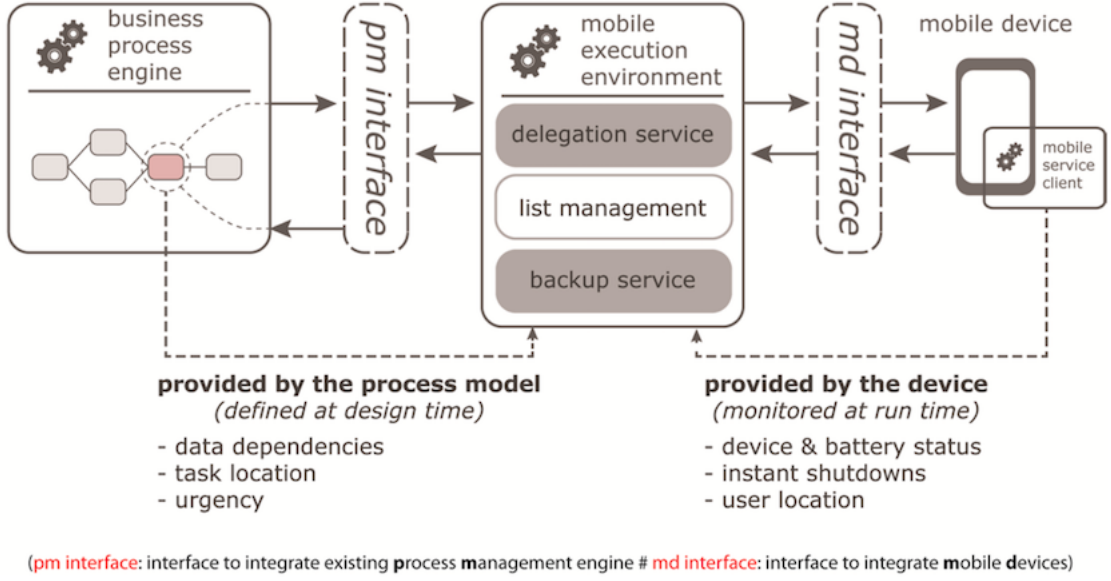 business
process
engine
pm interface
mobile
execution
environment
delegation service
list management
backup service
md interface
mobile device
mobile
service
client
provided by the process model
(defined at design time)
- data dependencies
- task location
- urgency
provided by the device
(monitored at run time)
- device & battery status
- instant shutdowns
- user location
(pm interface: interface to integrate existing process management engine # md interface: interface to integrate mobile devices)